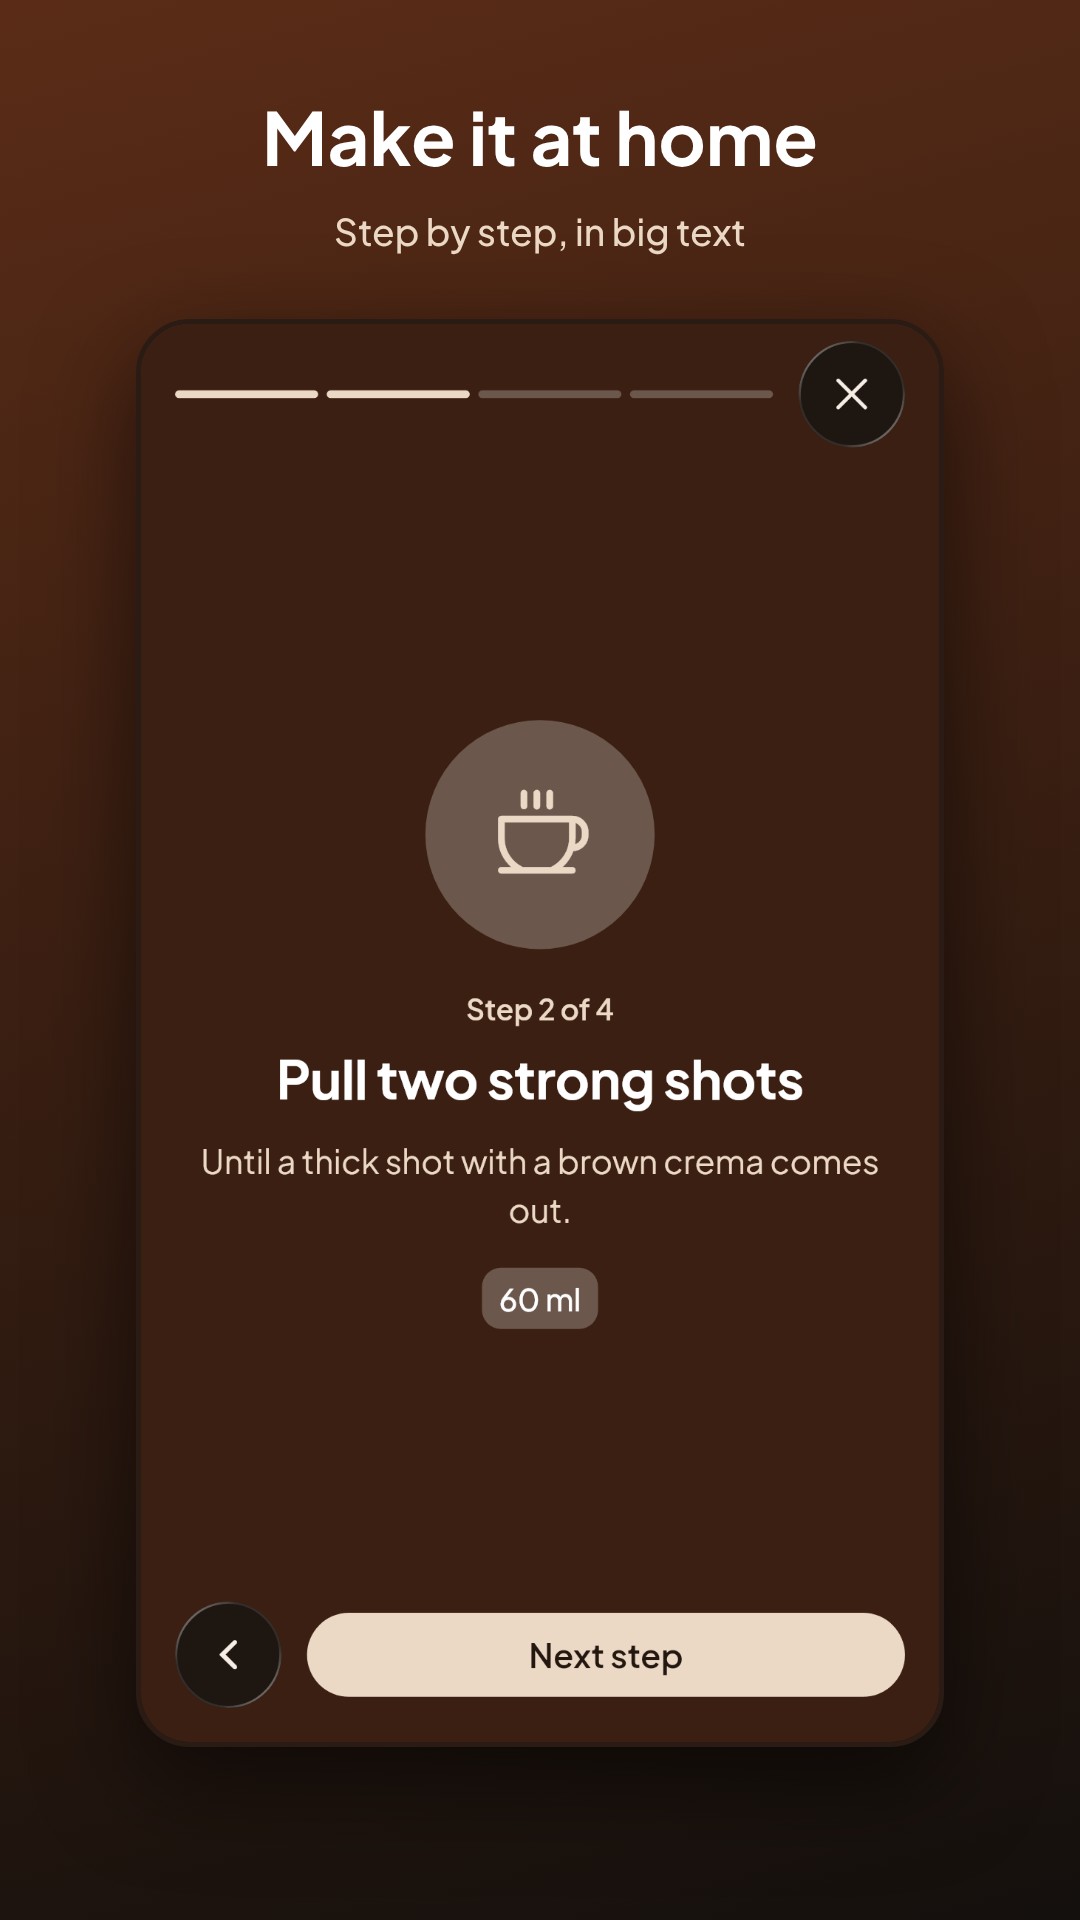 Make it at home
Step by step, in big text
Step 2 of 4
Pull two strong shots
Until a thick shot with a brown crema comes
out.
60 ml
Next step